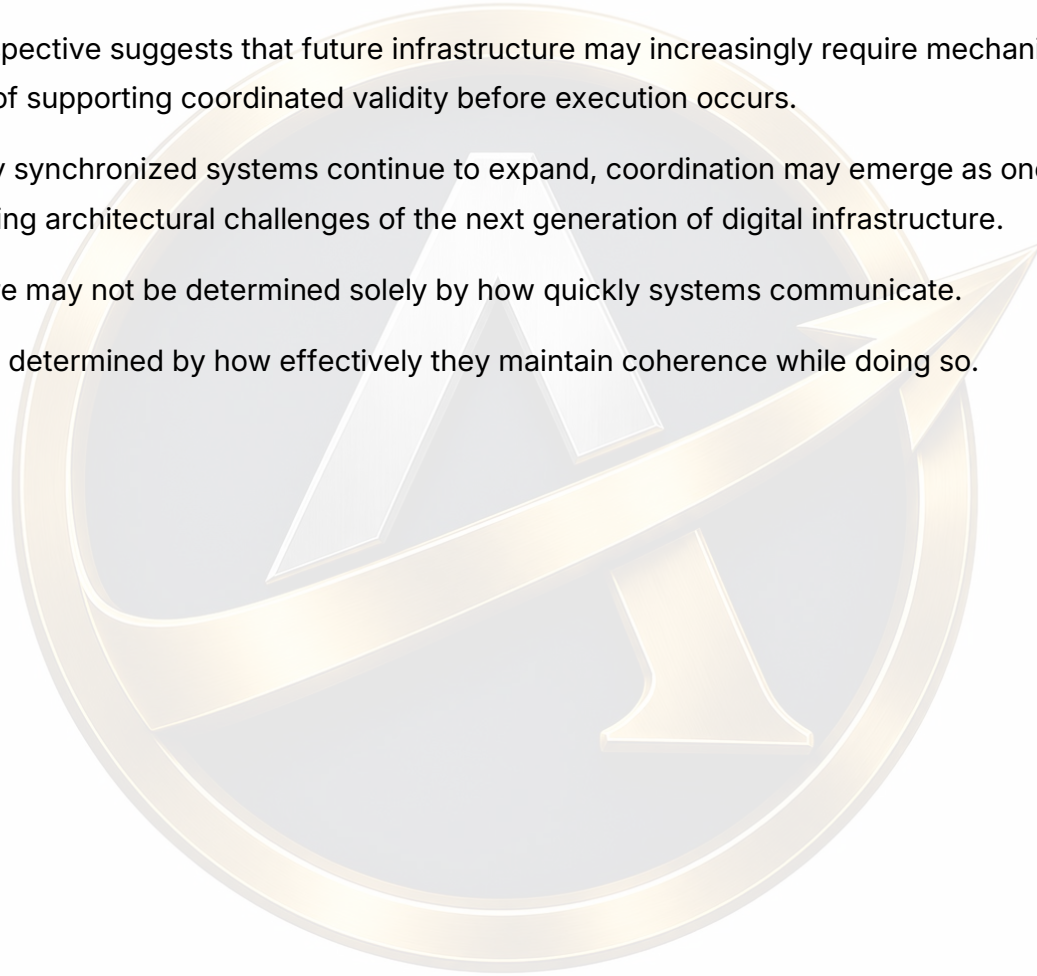 pective suggests that future infrastructure may increasingly require mechani
of supporting coordinated validity before execution occurs.
y synchronized systems continue to expand, coordination may emerge as one
ing architectural challenges of the next generation of digital infrastructure.
e may not be determined solely by how quickly systems communicate.
determined by how effectively they maintain coherence while doing so.